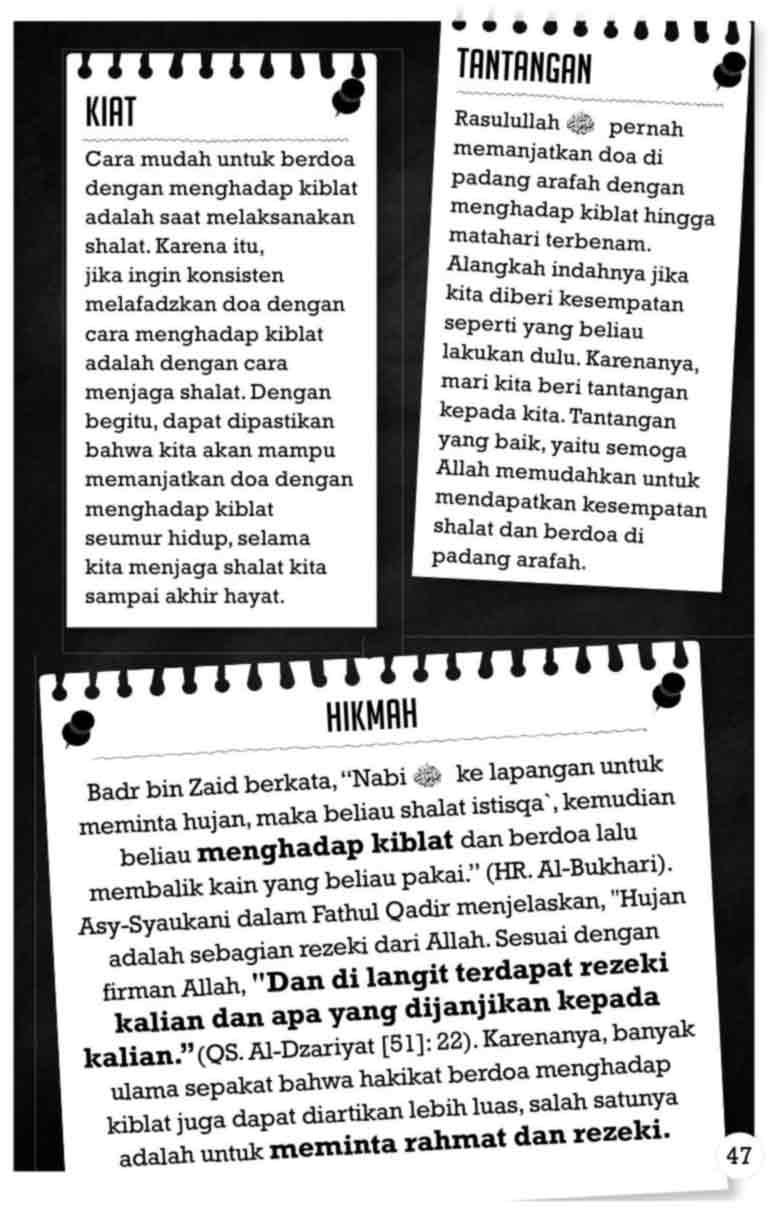 KIAT
Cara mudah untuk berdoa
dengan menghadap kiblat
adalah saat melaksanakan
shalat. Karena itu,
jika ingin konsisten
melafadzkan doa dengan
cara menghadap kiblat
adalah dengan cara
menjaga shalat. Dengan
begitu, dapat dipastikan
bahwa kita akan mampu
memanjatkan doa dengan
menghadap kiblat
seumur hidup, selama
kita menjaga shalat kita
sampai akhir hayat.
TANTANGAN
Rasulullah ﷺ pernah
memanjatkan doa di
padang arafah dengan
menghadap kiblat hingga
matahari terbenam.
Alangkah indahnya jika
kita diberi kesempatan
seperti yang beliau
lakukan dulu. Karenanya,
mari kita beri tantangan
kepada kita. Tantangan
yang baik, yaitu semoga
Allah memudahkan untuk
mendapatkan kesempatan
shalat dan berdoa di
padang arafah.
HIKMAH
Badr bin Zaid berkata, “Nabi ﷺ ke lapangan untuk
meminta hujan, maka beliau shalat istisqa`, kemudian
beliau menghadap kiblat dan berdoa lalu
membalik kain yang beliau pakai.” (HR. Al-Bukhari).
Asy-Syaukani dalam Fathul Qadir menjelaskan, "Hujan
adalah sebagian rezeki dari Allah. Sesuai dengan
firman Allah, "Dan di langit terdapat rezeki
kalian dan apa yang dijanjikan kepada
kalian.” (QS. Al-Dzariyat [51]: 22). Karenanya, banyak
ulama sepakat bahwa hakikat berdoa menghadap
kiblat juga dapat diartikan lebih luas, salah satunya
adalah untuk meminta rahmat dan rezeki.
47